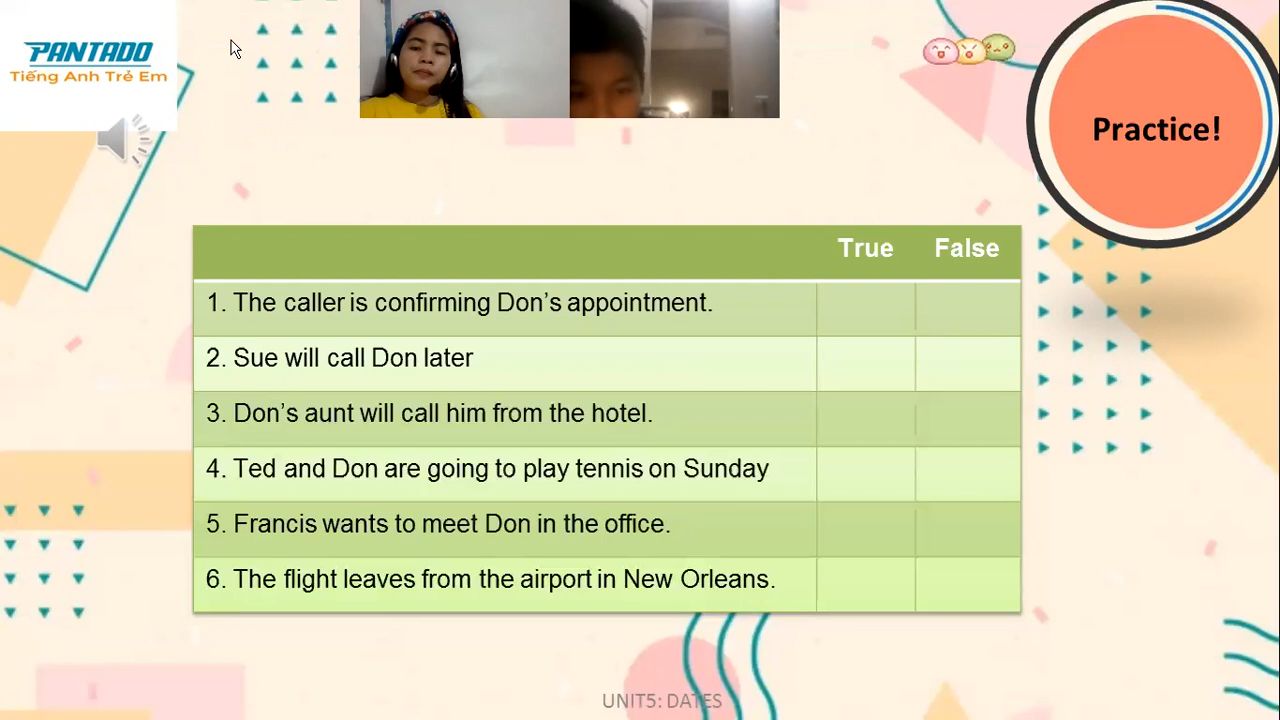 PANTADO
Tiếng Anh Trẻ Em
Practice!
True False
1. The caller is confirming Don's appointment.
2. Sue will call Don later
3. Don's aunt will call him from the hotel.
4. Ted and Don are going to play tennis on Sunday
5. Francis wants to meet Don in the office.
6. The flight leaves from the airport in New Orleans.
UNIT5: DATES